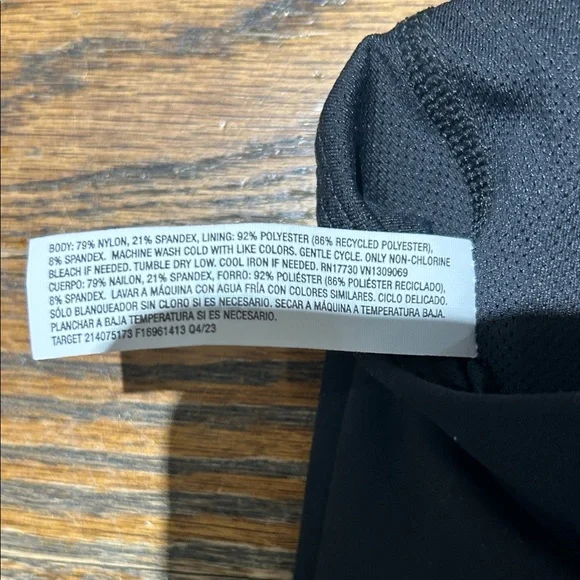 BODY: 79% NYLON, 21% SPANDEX, LINING: 92% POLYESTER (86% RECYCLED POLYESTER),
8% SPANDEX. MACHINE WASH COLD WITH LIKE COLORS. GENTLE CYCLE. ONLY NON-CHLORINE
BLEACH IF NEEDED. TUMBLE DRY LOW. COOL IRON IF NEEDED. RN17730 VN1309069
CUERPO: 79% NAILON, 21% SPANDEX, FORRO: 92% POLIÉSTER (86% POLIÉSTER RECICLADO),
8% SPANDEX. LAVAR A MÁQUINA CON AGUA FRÍA CON COLORES SIMILARES. CICLO DELICADO.
SÓLO BLANQUEADOR SIN CLORO SI ES NECESARIO. SECAR A MÁQUINA A TEMPERATURA BAJA.
PLANCHAR A BAJA TEMPERATURA SI ES NECESARIO.
TARGET 214075173 F16961413 Q4/23